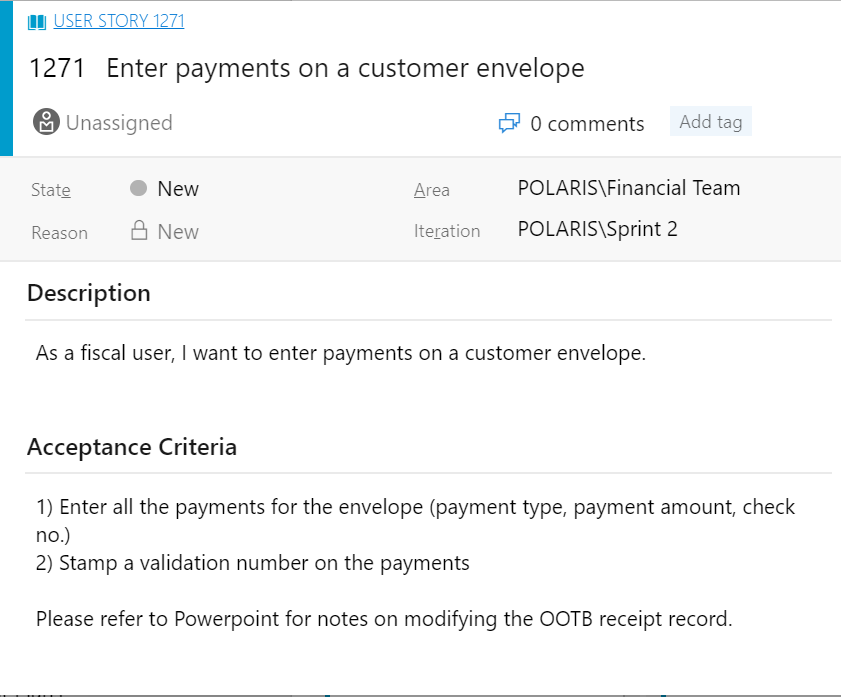 USER STORY 1271
1271 Enter payments on a customer envelope
Unassigned
0 comments
Add tag
State
New
Area
POLARIS\Financial Team
Reason
New
Iteration
POLARIS\Sprint 2
Description
As a fiscal user, I want to enter payments on a customer envelope.
Acceptance Criteria
1) Enter all the payments for the envelope (payment type, payment amount, check
no.)
2) Stamp a validation number on the payments
Please refer to Powerpoint for notes on modifying the OOTB receipt record.